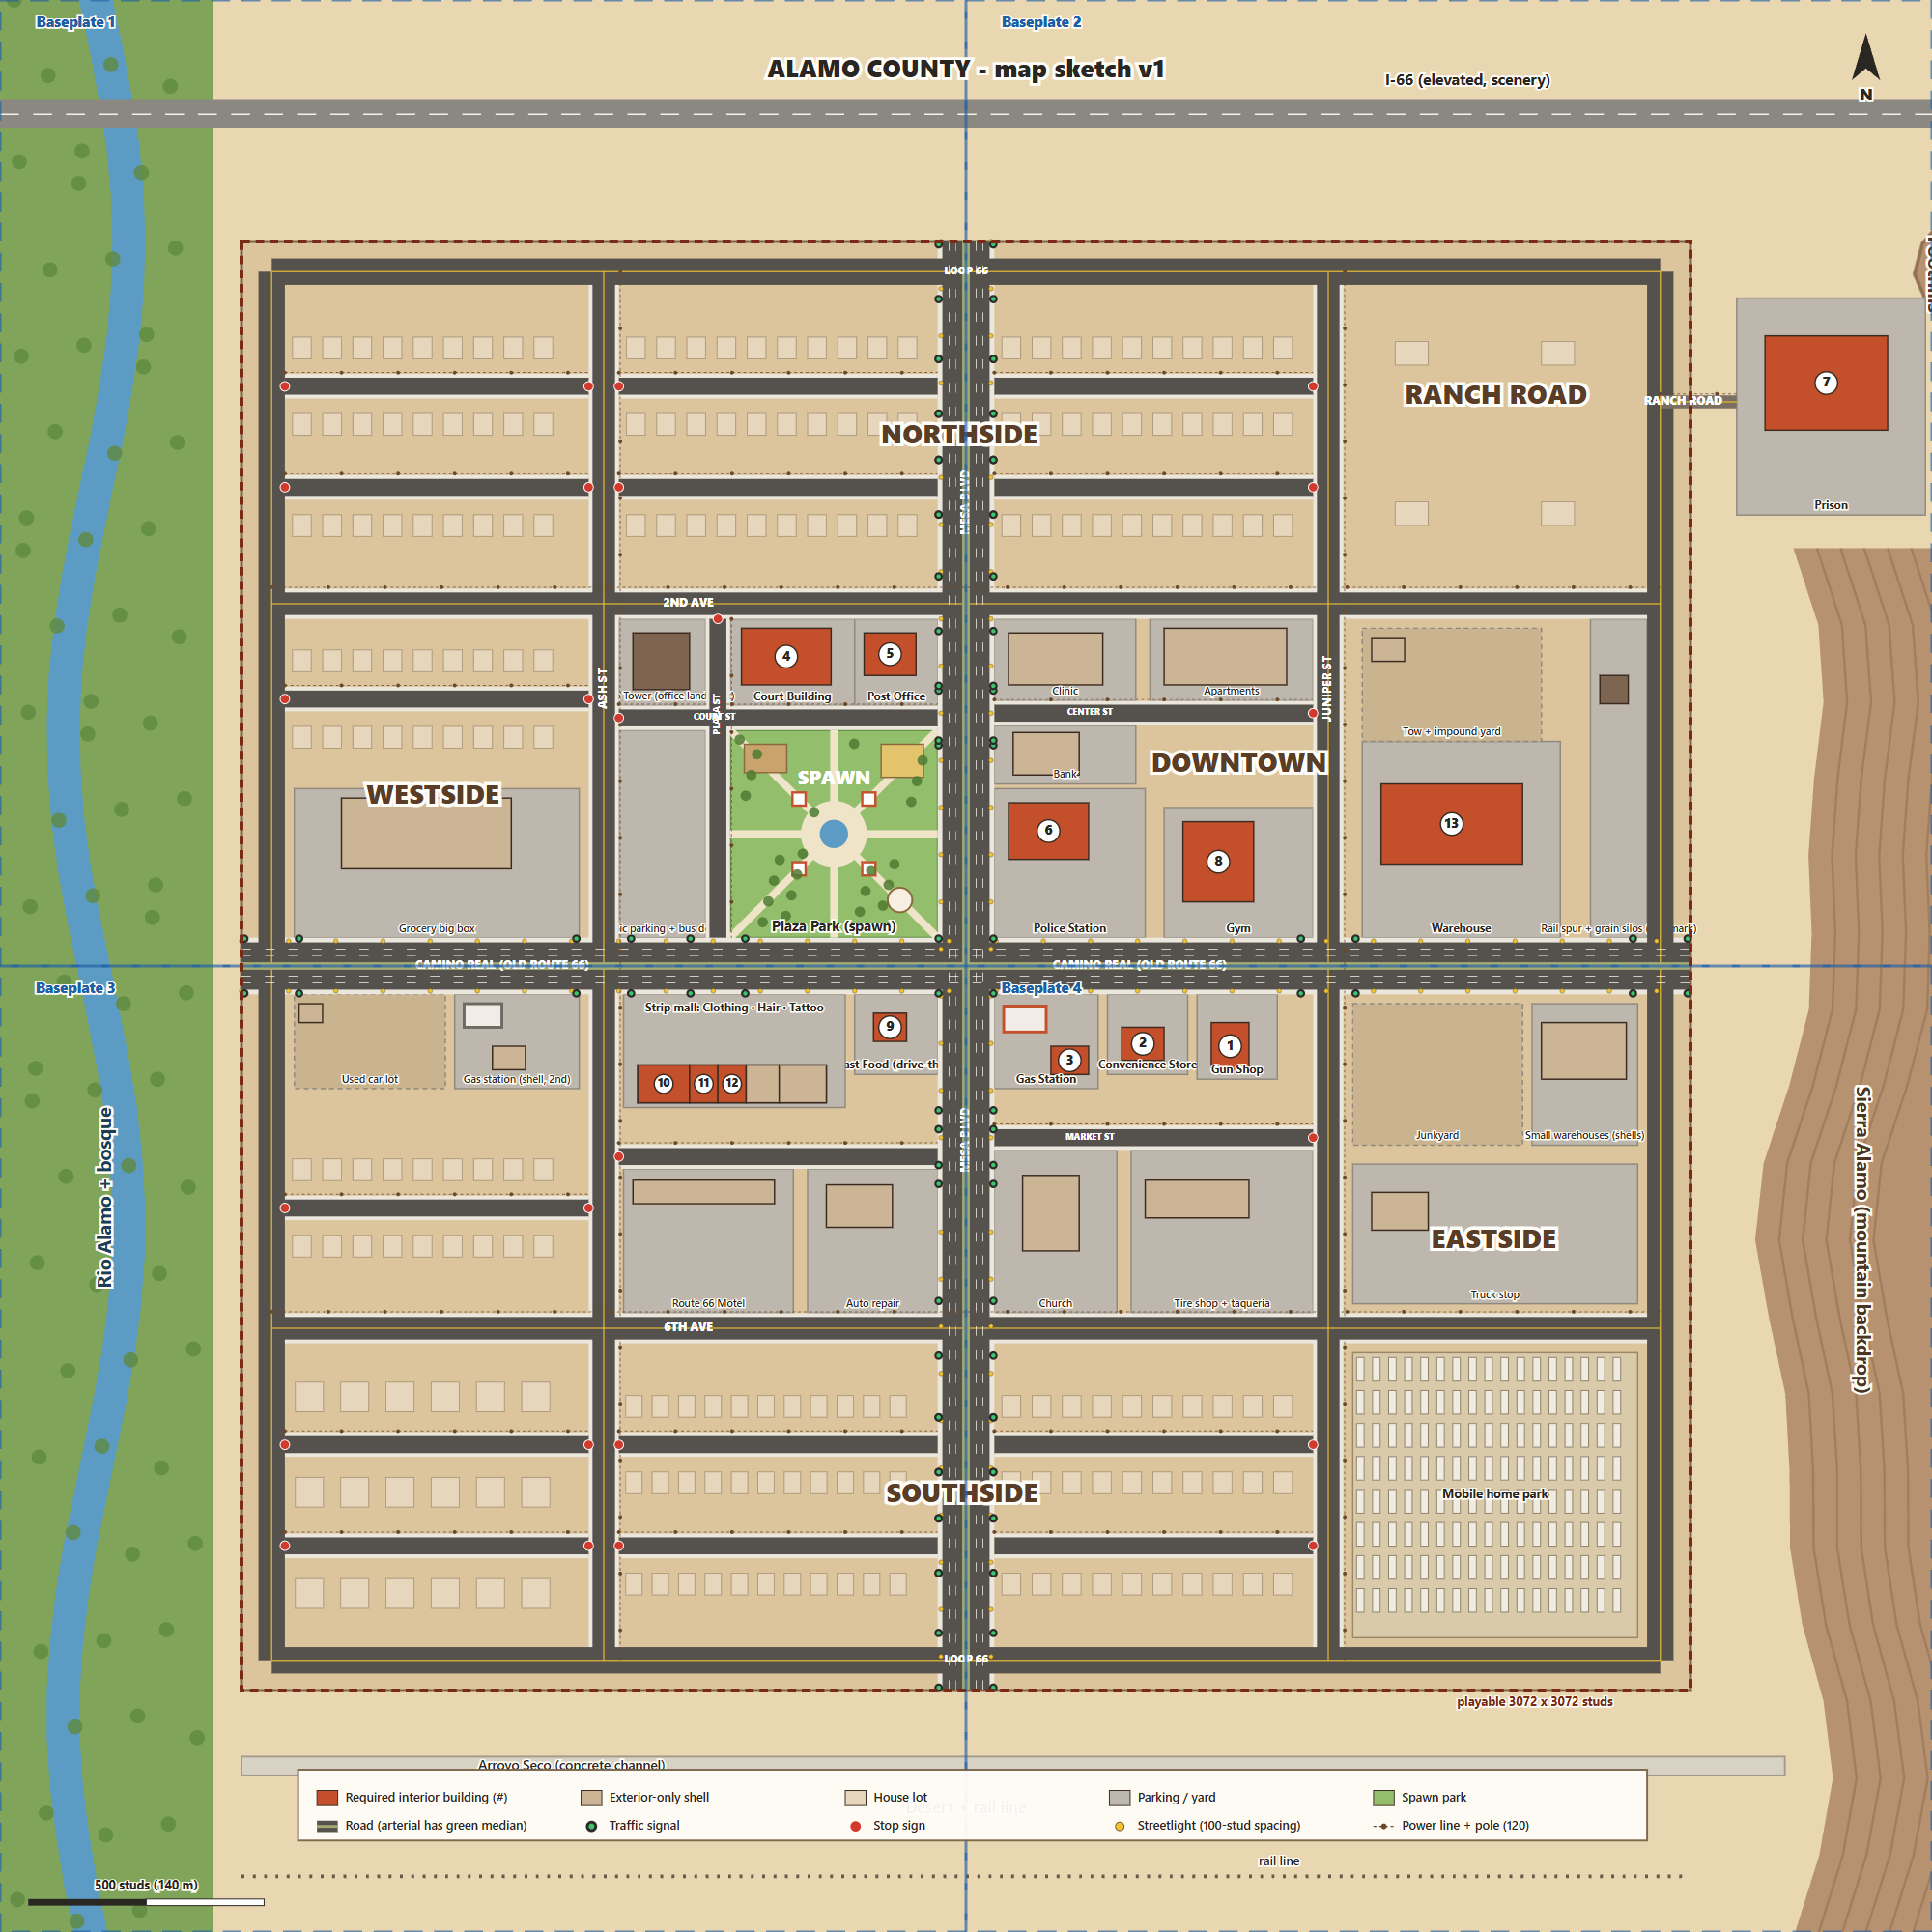 Baseplate 1
Baseplate 2
ALAMO COUNTY - map sketch v1
I-66 (elevated, scenery)
N
LOOP 66
RANCH ROAD
RANCH ROAD
7
Prison
NORTHSIDE
MESA BLVD
2ND AVE
ASH ST
JUNIPER ST
4
5
Tower (office land
Court Building
Post Office
Clinic
Apartments
COURT ST
CENTER ST
Tow + impound yard
Bank
DOWNTOWN
SPAWN
WESTSIDE
6
8
13
Grocery big box
ic parking + bus d
Plaza Park (spawn)
Police Station
Gym
Warehouse
Rail spur + grain silos
mark)
CAMINO REAL (OLD ROUTE 66)
CAMINO REAL (OLD ROUTE 66)
Baseplate 3
Baseplate 4
Strip mall: Clothing · Hair · Tattoo
9
3
2
1
ast Food (drive-th
Convenience Store
Gun Shop
Gas Station
Used car lot
Gas station (shell, 2nd)
10
11
12
MESA BLVD
MARKET ST
Junkyard
Small warehouses (shells)
Rio Alamo + bosque
Sierra Alamo (mountain backdrop)
EASTSIDE
Route 66 Motel
Auto repair
Church
Tire shop + taqueria
Truck stop
6TH AVE
SOUTHSIDE
Mobile home park
LOOP 66
playable 3072 x 3072 studs
Arroyo Seco (concrete channel)
Required interior building (#)
Exterior-only shell
House lot
Parking / yard
Spawn park
Desert + rail line
Road (arterial has green median)
Traffic signal
Stop sign
Streetlight (100-stud spacing)
Power line + pole (120)
rail line
500 studs (140 m)